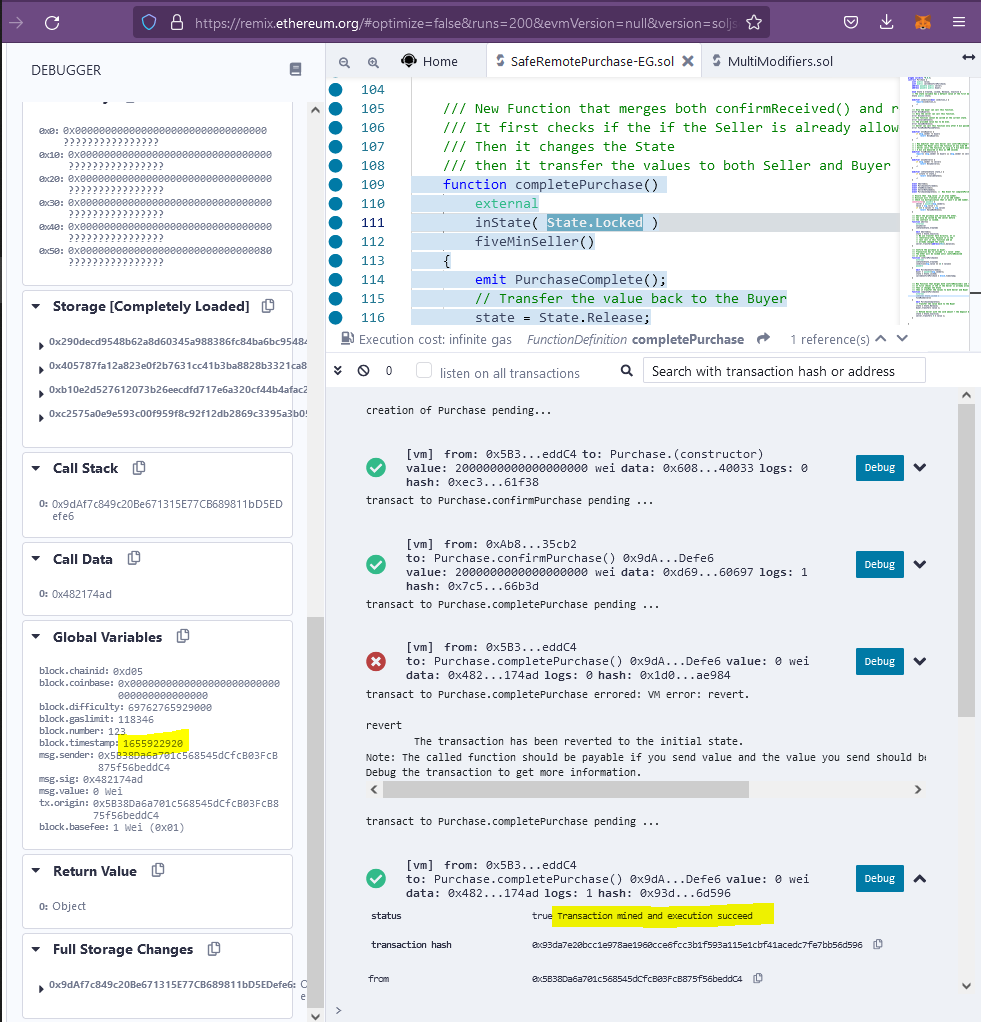 https://remix.ethereum.org/#optimize=false&runs=200&evmVersion=null&version=solj
DEBUGGER
0x0: 0x00000000000000000000000000000000
????????????????
0x10: 0x00000000000000000000000000000000
????????????????
0x20: 0x00000000000000000000000000000000
????????????????
0x30: 0x00000000000000000000000000000000
????????????????
0x40: 0x00000000000000000000000000000000
????????????????
0x50: 0x00000000000000000000000000000080
????????????????
Storage [Completely Loaded]
0x290decd9548b62a8d60345a988386fc84ba6bc95484
0x405787fa12a823e0f2b7631cc41b3ba8828b3321ca8
0xb10e2d527612073b26eecdfd717e6a320cf44b4afac2
0xc2575a0e9e593c00f959f8c92f12db2869c3395a3b05
Call Stack
0: 0x9dAf7c849c20Be671315E77CB689811bD5ED
efe6
Call Data
0: 0x482174ad
Global Variables
block.chainid: 0xd05
block.coinbase: 0x0000000000000000000000000
000000000000000
block.difficulty: 69762765929000
block.gaslimit: 118346
block.number: 123
block.timestamp: 1655922920
msg.sender: 0x5B38Da6a701c568545dCfcB03FcB
875f56beddC4
msg.sig: 0x482174ad
msg.value: 0 Wei
tx.origin: 0x5B38Da6a701c568545dCfcB03FcB8
75f56beddC4
block.basefee: 1 Wei (0x01)
Return Value
0: Object
Full Storage Changes
0x9dAf7c849c20Be671315E77CB689811bD5EDefe6: O
e
Home
SafeRemotePurchase-EG.sol
MultiModifiers.sol
104
105 /// New Function that merges both confirmReceived() and r
106 /// It first checks if the if the Seller is already allow
107 /// Then it changes the State
108 /// then it transfer the values to both Seller and Buyer
109 function completePurchase()
110 external
111 inState( State.Locked )
112 fiveMinSeller()
113 {
114 emit PurchaseComplete();
115 // Transfer the value back to the Buyer
116 state = State.Release;
Execution cost: infinite gas FunctionDefinition completePurchase 1 reference(s)
0 listen on all transactions Search with transaction hash or address
creation of Purchase pending...
[vm] from: 0x5B3...eddC4 to: Purchase.(constructor)
value: 2000000000000000000 wei data: 0x608...40033 logs: 0
hash: 0xec3...61f38
Debug
transact to Purchase.confirmPurchase pending ...
[vm] from: 0xAb8...35cb2
to: Purchase.confirmPurchase() 0x9dA...Defe6
value: 2000000000000000000 wei data: 0xd69...60697 logs: 1
hash: 0x7c5...66b3d
Debug
transact to Purchase.completePurchase pending ...
[vm] from: 0x5B3...eddC4
to: Purchase.completePurchase() 0x9dA...Defe6 value: 0 wei
data: 0x482...174ad logs: 0 hash: 0x1d0...ae984
Debug
transact to Purchase.completePurchase errored: VM error: revert.
revert
The transaction has been reverted to the initial state.
Note: The called function should be payable if you send value and the value you send should be
Debug the transaction to get more information.
transact to Purchase.completePurchase pending ...
[vm] from: 0x5B3...eddC4
to: Purchase.completePurchase() 0x9dA...Defe6 value: 0 wei
data: 0x482...174ad logs: 1 hash: 0x93d...6d596
Debug
status true Transaction mined and execution succeed
transaction hash 0x93da7e20bcc1e978ae1960cce6fcc3b1f593a115e1cbf41acedc7fe7bb56d596
from 0x5B38Da6a701c568545dCfcB03FcB875f56beddC4
>